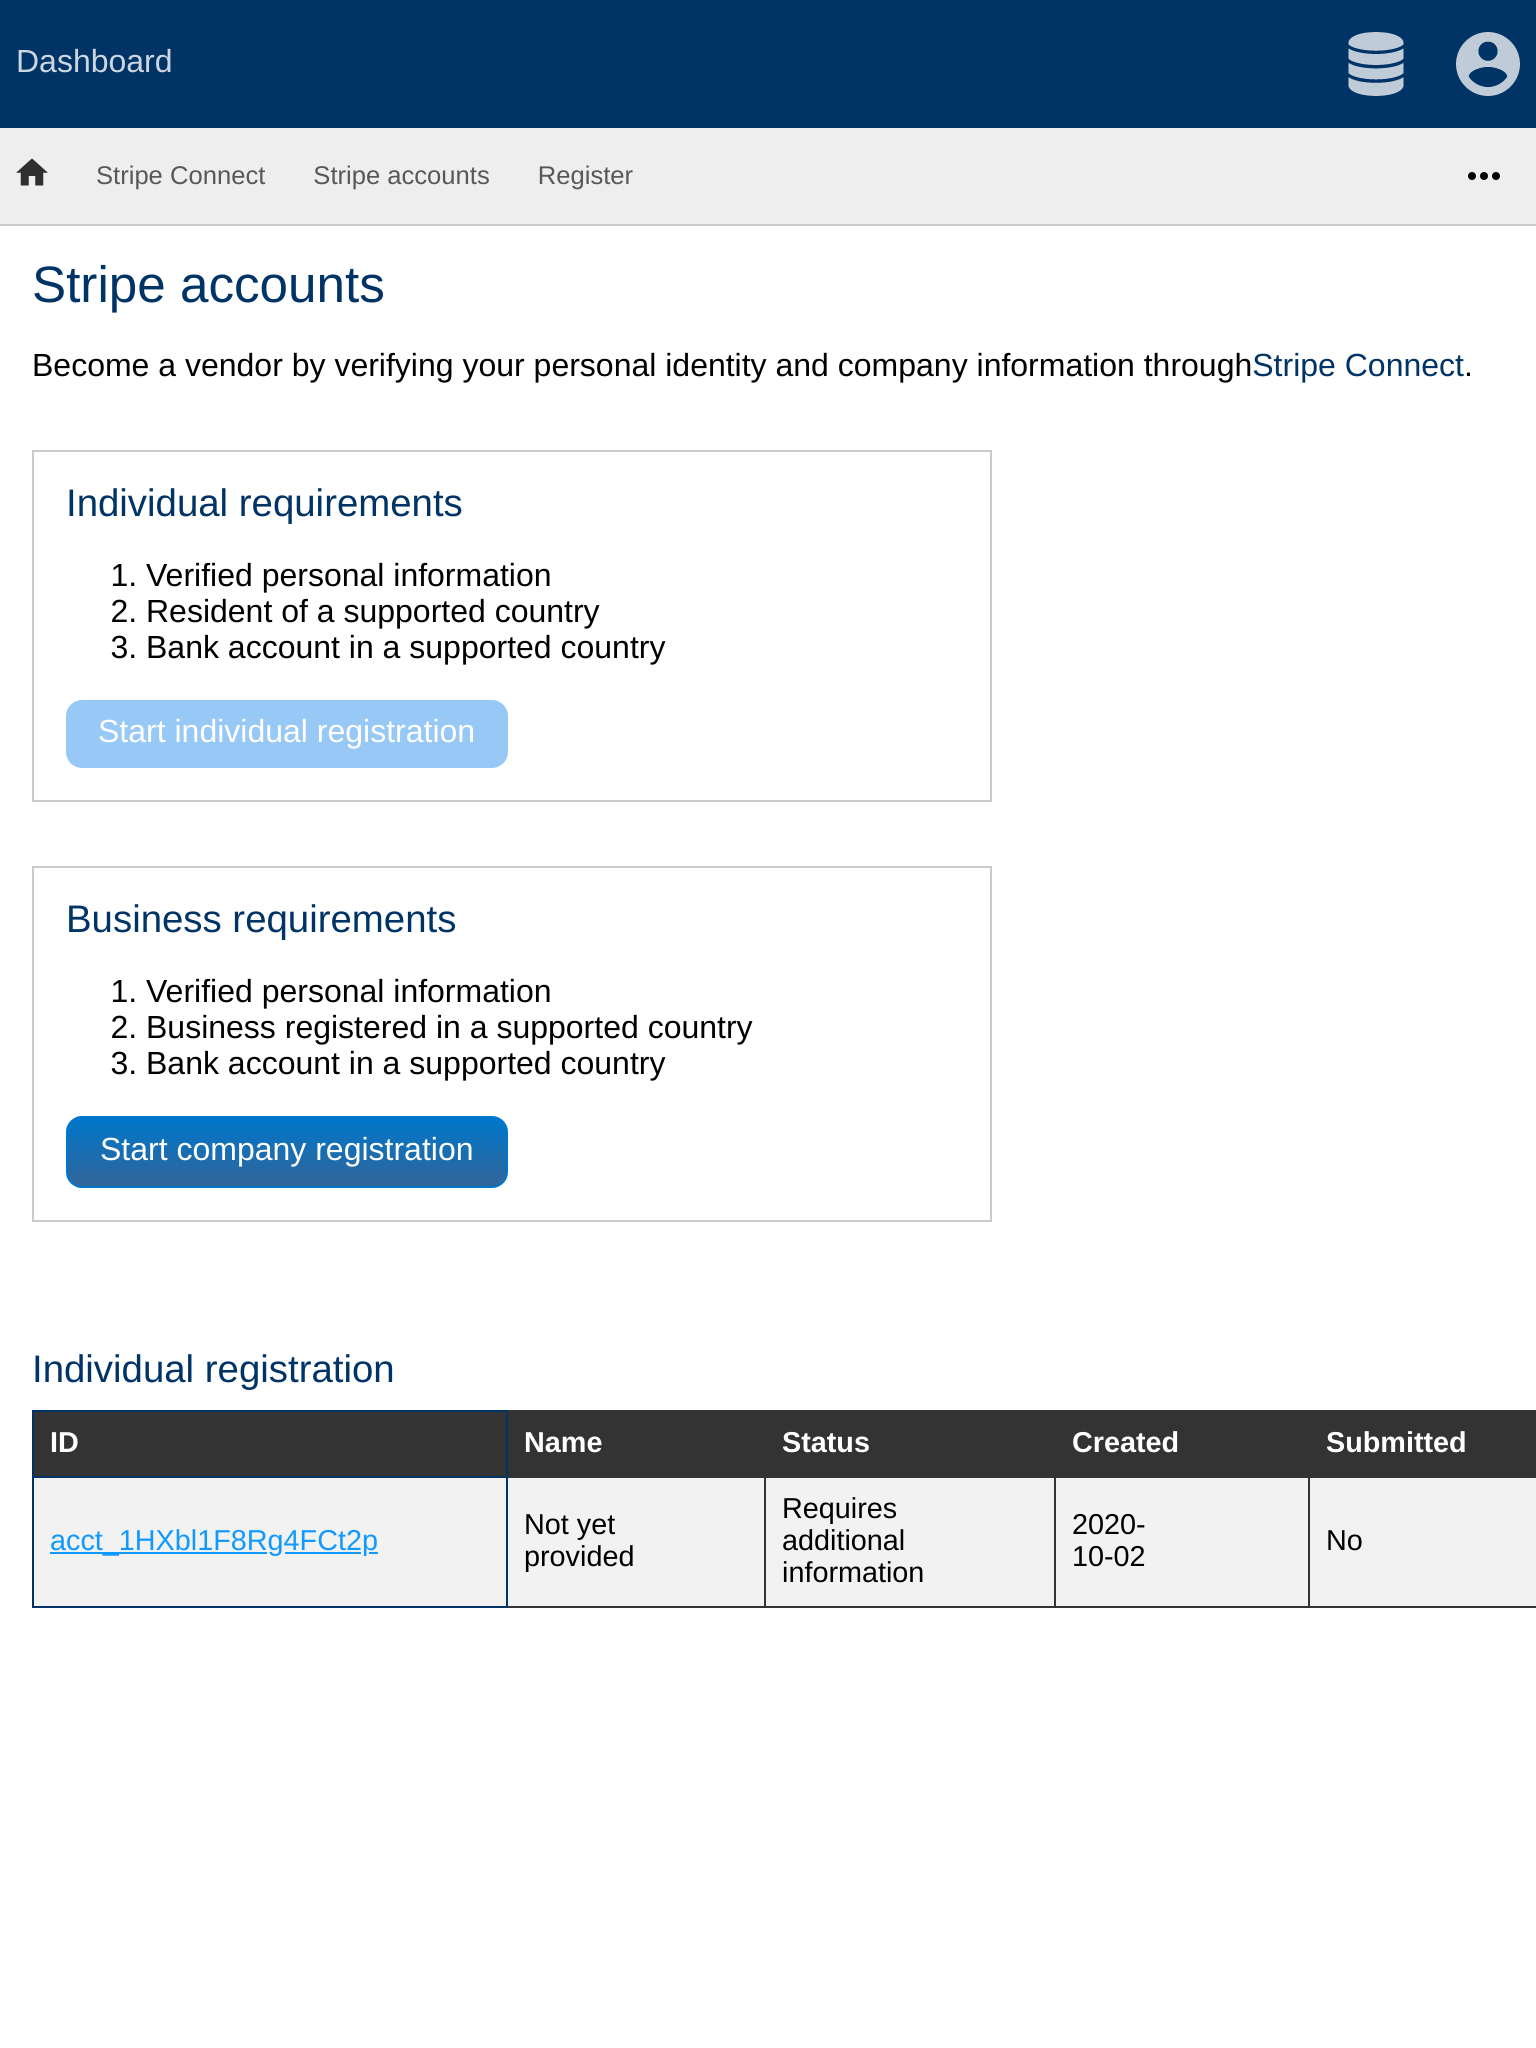 Dashboard
Stripe Connect Stripe accounts Register
Stripe accounts
Become a vendor by verifying your personal identity and company information throughStripe Connect.
Individual requirements
1. Verified personal information
2. Resident of a supported country
3. Bank account in a supported country
Start individual registration
Business requirements
1. Verified personal information
2. Business registered in a supported country
3. Bank account in a supported country
Start company registration
Individual registration
ID Name Status Created Submitted
acct_1HXbl1F8Rg4FCt2p
Not yet
provided
Requires
additional
information
2020-
10-02
No